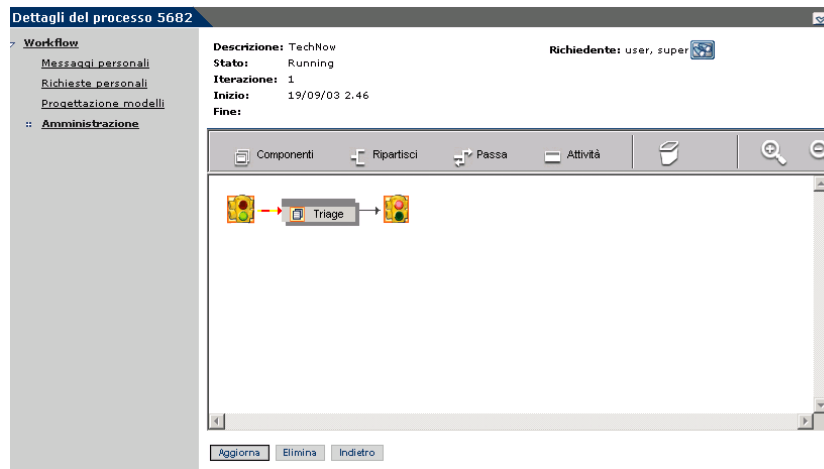 Dettagli del processo 5682
Workflow
Messaggi personali
Richieste personali
Progettazione modelli
:: Amministrazione
Descrizione: TechNow
Stato: Running
Iterazione: 1
Inizio: 19/09/03 2.46
Fine:
Richiedente: user, super
Componenti Ripartisci Passa Attività
Triage
Aggiorna Elimina Indietro